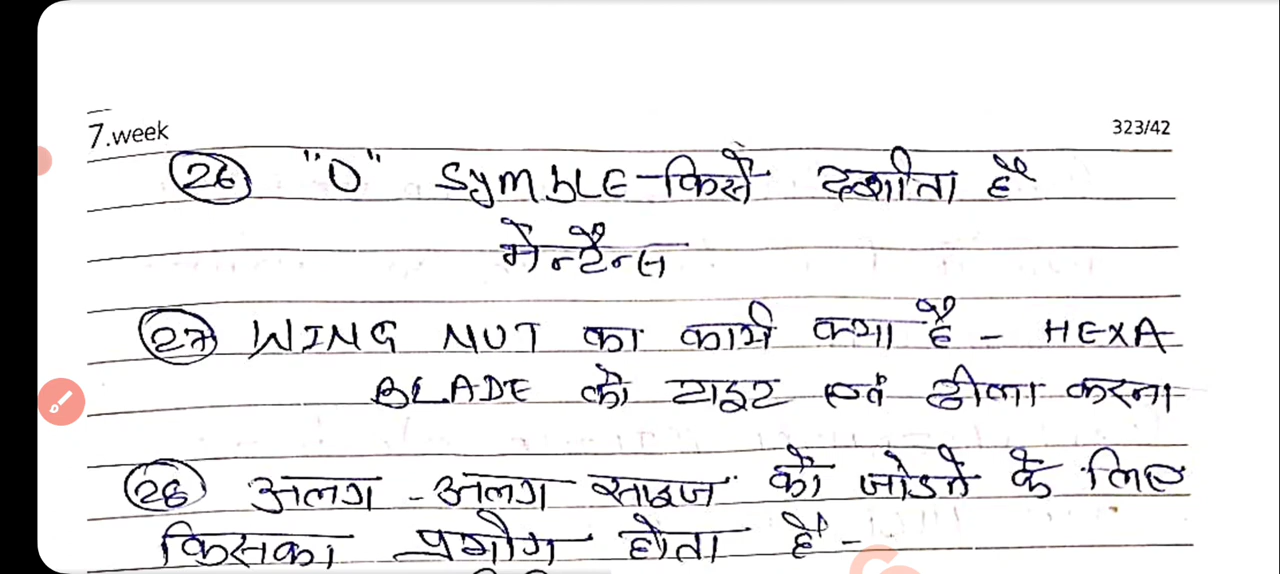 7.week
323/42
(26) "O" SymbLE - किसे दर्शाता है
मेन्टैन्स
(27) WING NUT का कार्य क्या है - HEXA
BLADE को टाइट एवं ढीला करना
(28) अलग - अलग साइज को जोडने के लिए
किसका प्रयोग होता है -